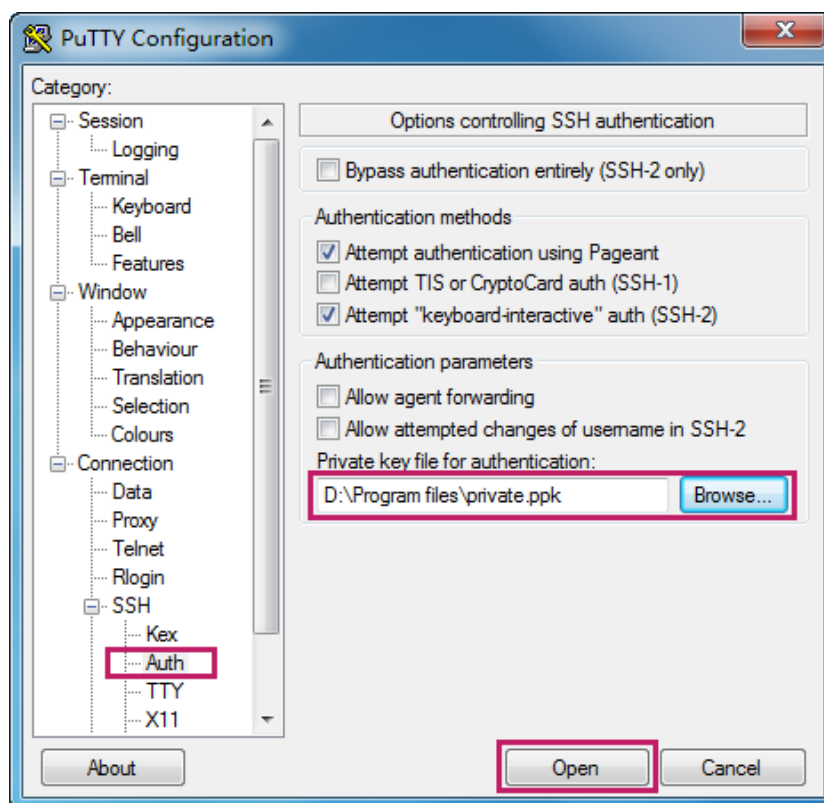 PuTTY Configuration
Category:
Session
Logging
Terminal
Keyboard
Bell
Features
Window
Appearance
Behaviour
Translation
Selection
Colours
Connection
Data
Proxy
Telnet
Rlogin
SSH
Kex
Auth
TTY
X11
Options controlling SSH authentication
Bypass authentication entirely (SSH-2 only)
Authentication methods
Attempt authentication using Pageant
Attempt TIS or CryptoCard auth (SSH-1)
Attempt "keyboard-interactive" auth (SSH-2)
Authentication parameters
Allow agent forwarding
Allow attempted changes of username in SSH-2
Private key file for authentication:
D:\Program files\private.ppk
Browse...
About
Open
Cancel